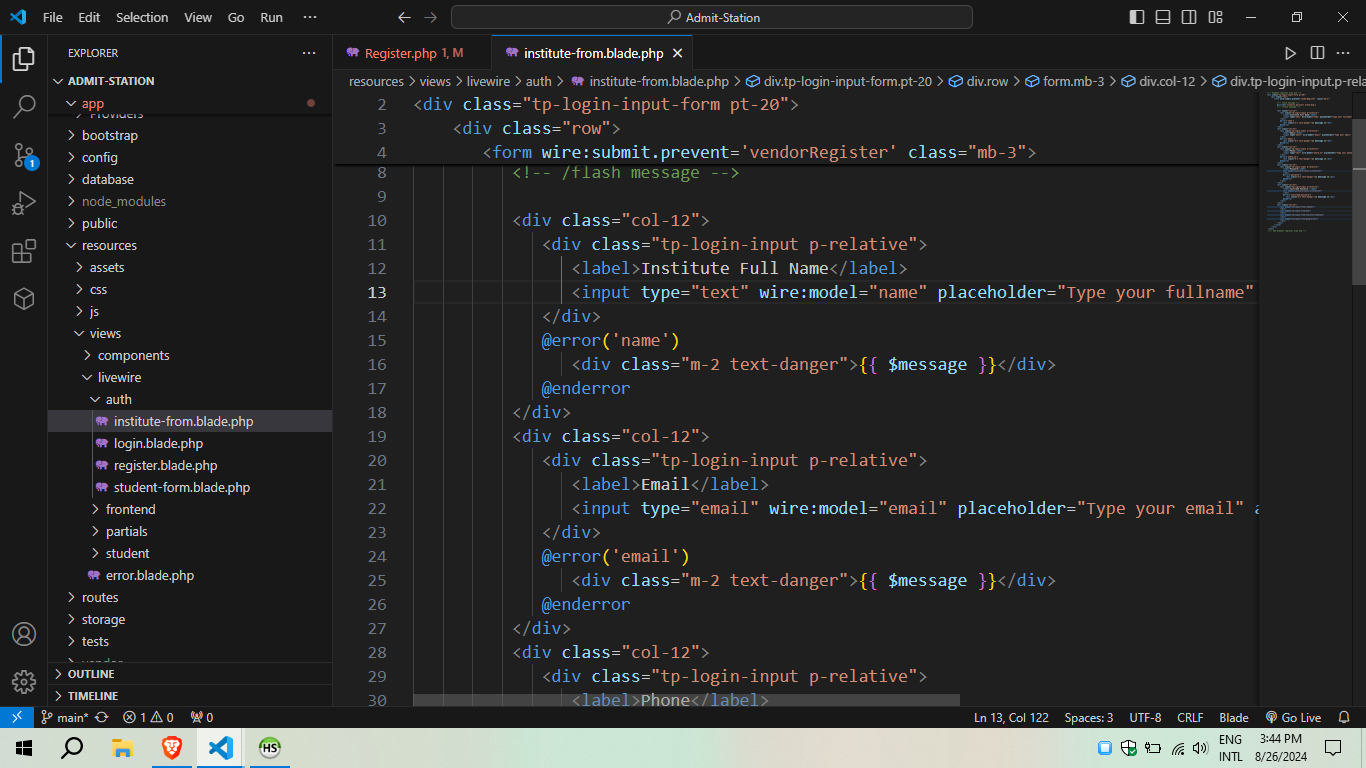 File Edit Selection View Go Run ··· Admit-Station
EXPLORER ···
ADMIT-STATION
app
Providers
bootstrap
config
database
node_modules
public
resources
assets
css
js
views
components
livewire
auth
institute-from.blade.php
login.blade.php
register.blade.php
student-form.blade.php
frontend
partials
student
error.blade.php
routes
storage
tests
vendor
OUTLINE
TIMELINE
1
Register.php 1, M institute-from.blade.php
resources > views > livewire > auth > institute-from.blade.php > div.tp-login-input-form.pt-20 > div.row > form.mb-3 > div.col-12 > div.tp-login-input.p-rela
2 <div class="tp-login-input-form pt-20">
3 <div class="row">
4 <form wire:submit.prevent='vendorRegister' class="mb-3">
8 <!-- /flash message -->
9
10 <div class="col-12">
11 <div class="tp-login-input p-relative">
12 <label>Institute Full Name</label>
13 <input type="text" wire:model="name" placeholder="Type your fullname"
14 </div>
15 @error('name')
16 <div class="m-2 text-danger">{{ $message }}</div>
17 @enderror
18 </div>
19 <div class="col-12">
20 <div class="tp-login-input p-relative">
21 <label>Email</label>
22 <input type="email" wire:model="email" placeholder="Type your email" a
23 </div>
24 @error('email')
25 <div class="m-2 text-danger">{{ $message }}</div>
26 @enderror
27 </div>
28 <div class="col-12">
29 <div class="tp-login-input p-relative">
30 <label>Phone</label>
main* 1 0 0 Ln 13, Col 122 Spaces: 3 UTF-8 CRLF Blade Go Live
HS ENG 3:44 PM
INTL 8/26/2024